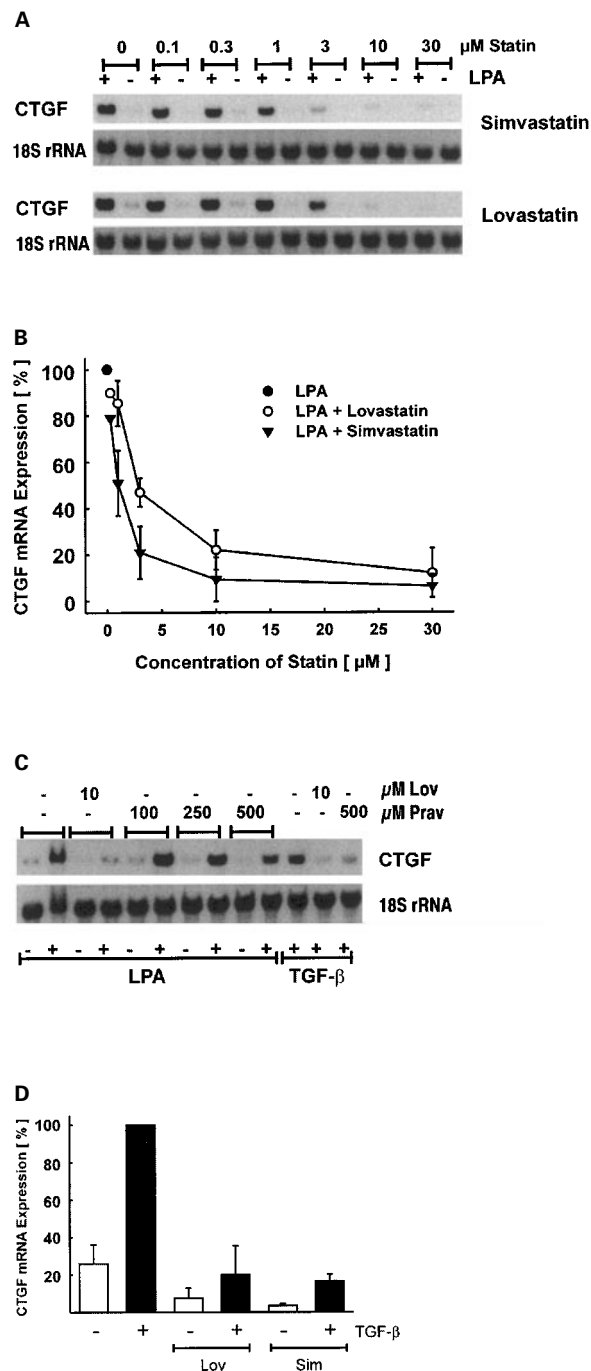 A
0 0.1 0.3 1 3 10 30 µM Statin
+ - + - + - + - + - + - + - LPA
CTGF
Simvastatin
18S rRNA
CTGF
Lovastatin
18S rRNA
B
CTGF mRNA Expression [ % ]
100
80
60
40
20
0
LPA
LPA + Lovastatin
LPA + Simvastatin
0 5 10 15 20 25 30
Concentration of Statin [ µM ]
C
- 10 - - - - 10 - µM Lov
- - 100 250 500 - - 500 µM Prav
CTGF
18S rRNA
- + - + - + - + - + + + +
LPA TGF-β
D
CTGF mRNA Expression [ % ]
100
80
60
40
20
- + - + - + TGF-β
Lov Sim